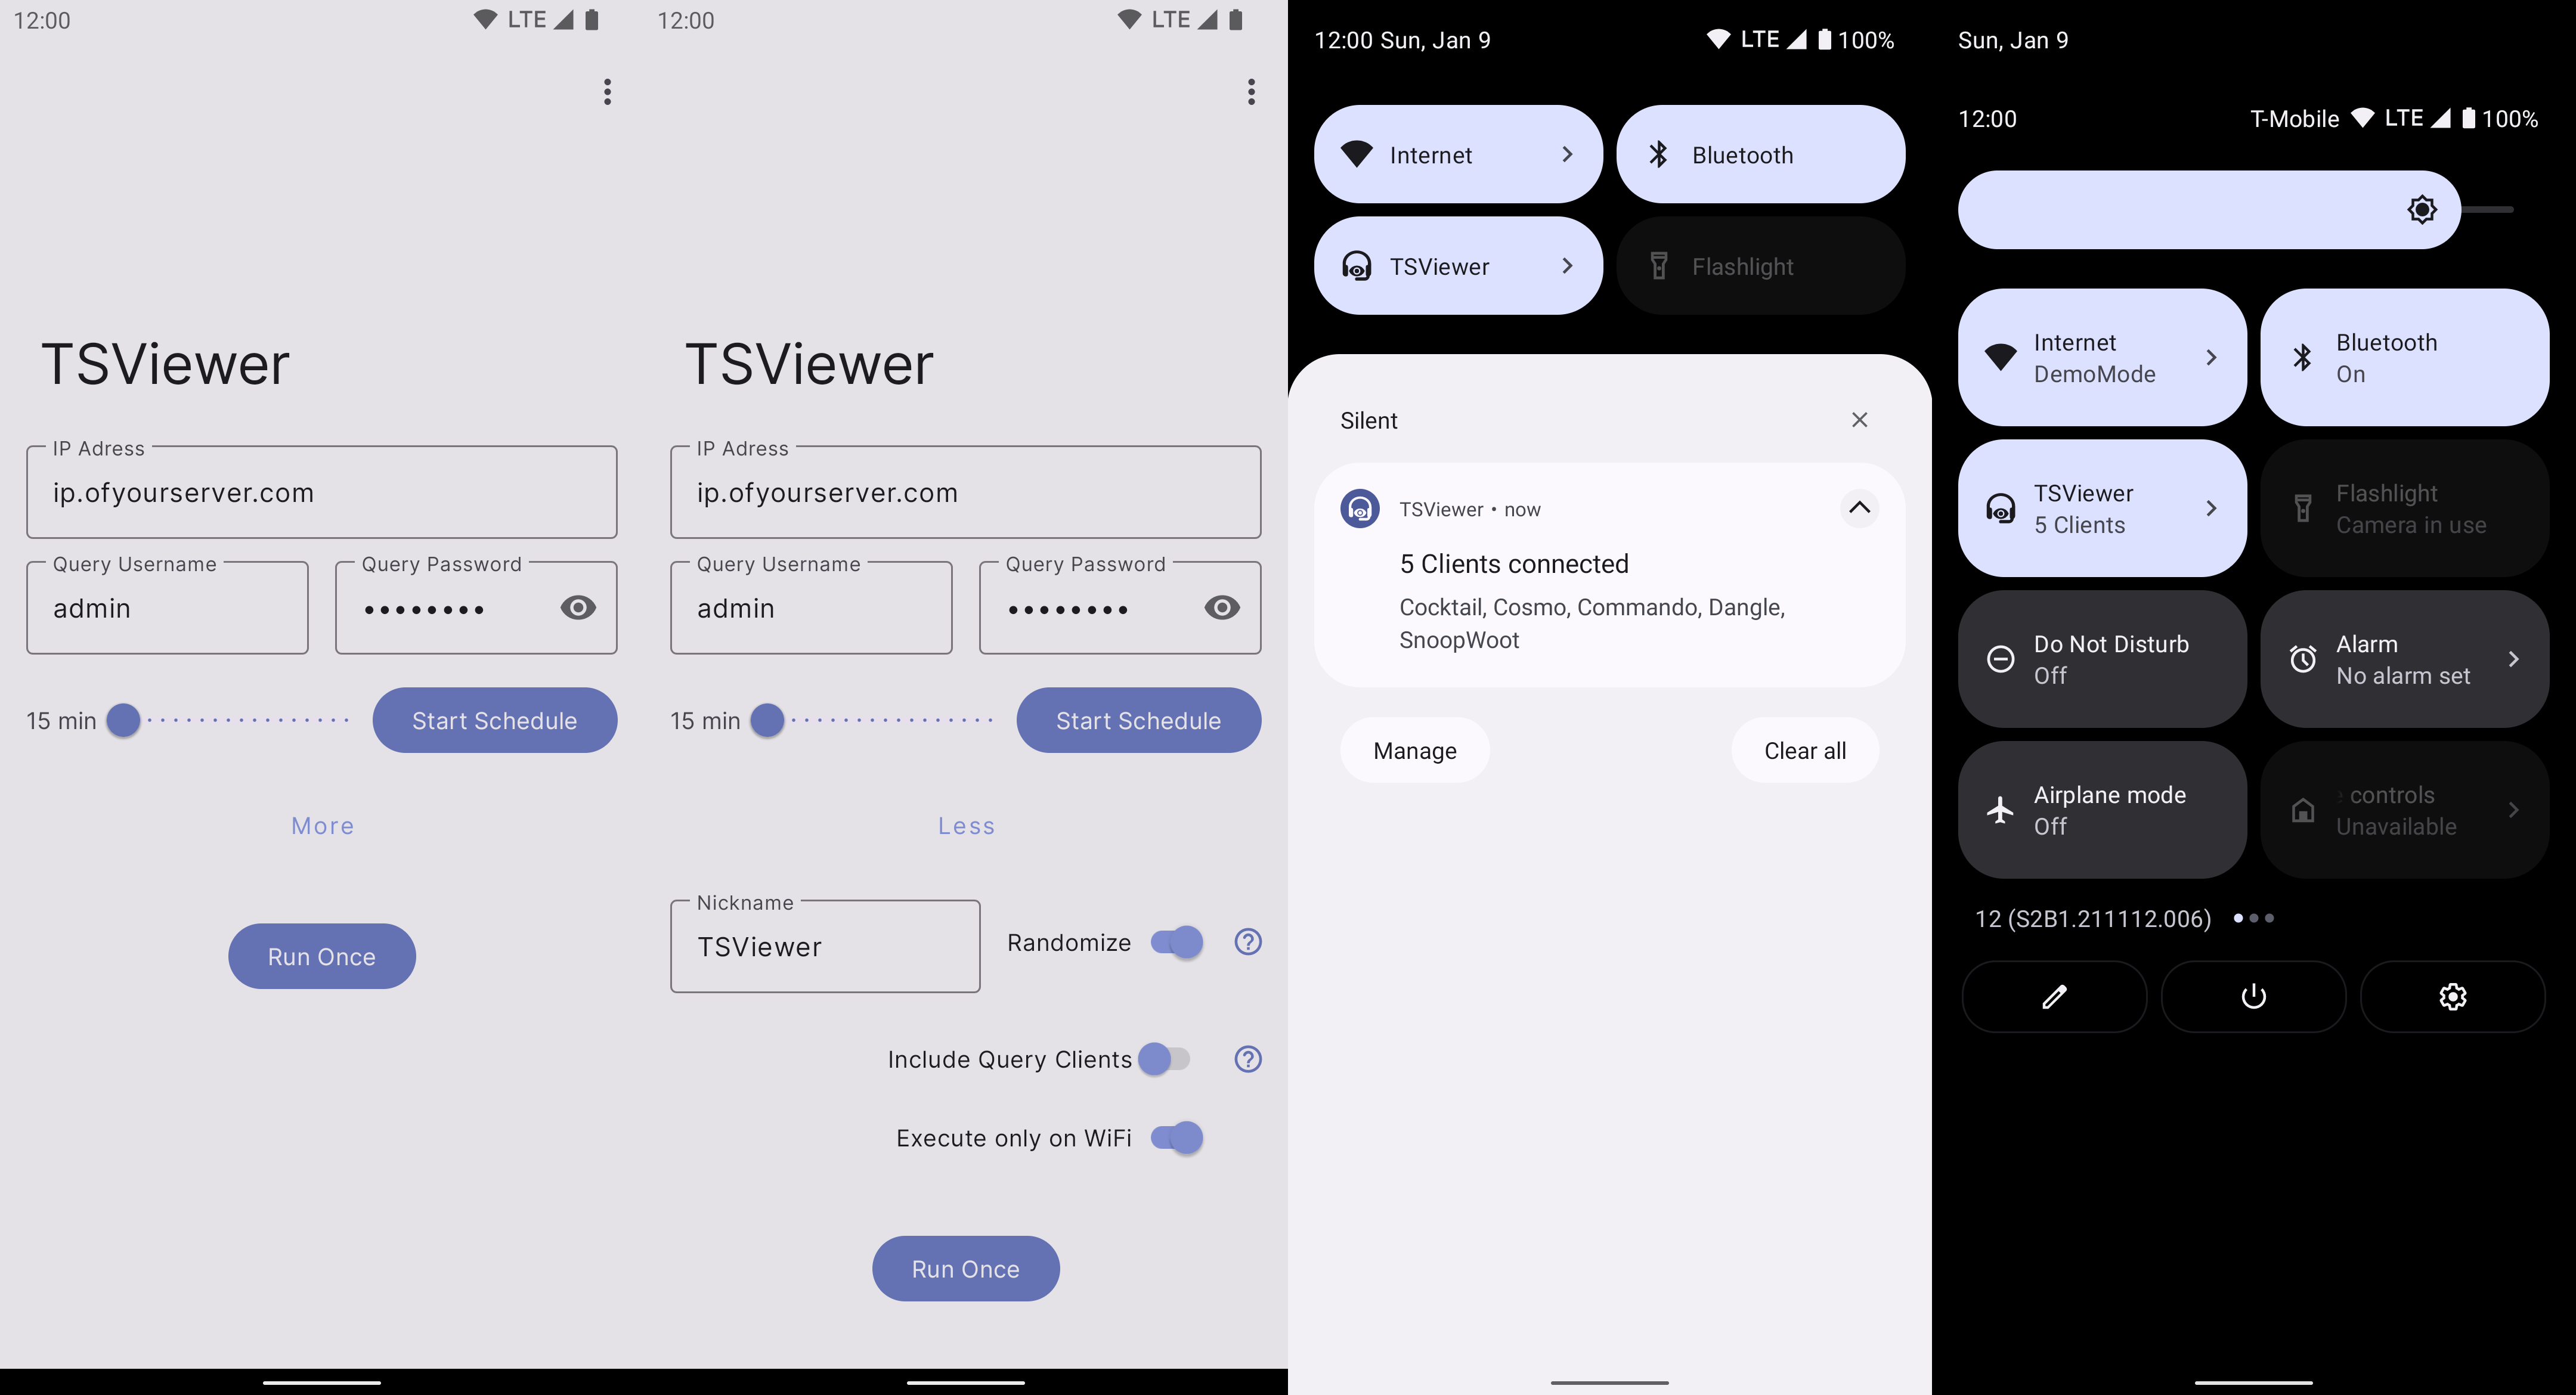 12:00 LTE
TSViewer
IP Adress
ip.ofyourserver.com
Query Username
admin
Query Password
••••••••
15 min
Start Schedule
More
Run Once
12:00 LTE
TSViewer
IP Adress
ip.ofyourserver.com
Query Username
admin
Query Password
••••••••
15 min
Start Schedule
Less
Nickname
TSViewer
Randomize
Include Query Clients
Execute only on WiFi
Run Once
12:00 Sun, Jan 9 LTE 100%
Internet
Bluetooth
TSViewer
Flashlight
Silent
TSViewer • now
5 Clients connected
Cocktail, Cosmo, Commando, Dangle,
SnoopWoot
Manage
Clear all
Sun, Jan 9
12:00 T-Mobile LTE 100%
Internet
DemoMode
Bluetooth
On
TSViewer
5 Clients
Flashlight
Camera in use
Do Not Disturb
Off
Alarm
No alarm set
Airplane mode
Off
controls
Unavailable
12 (S2B1.211112.006)